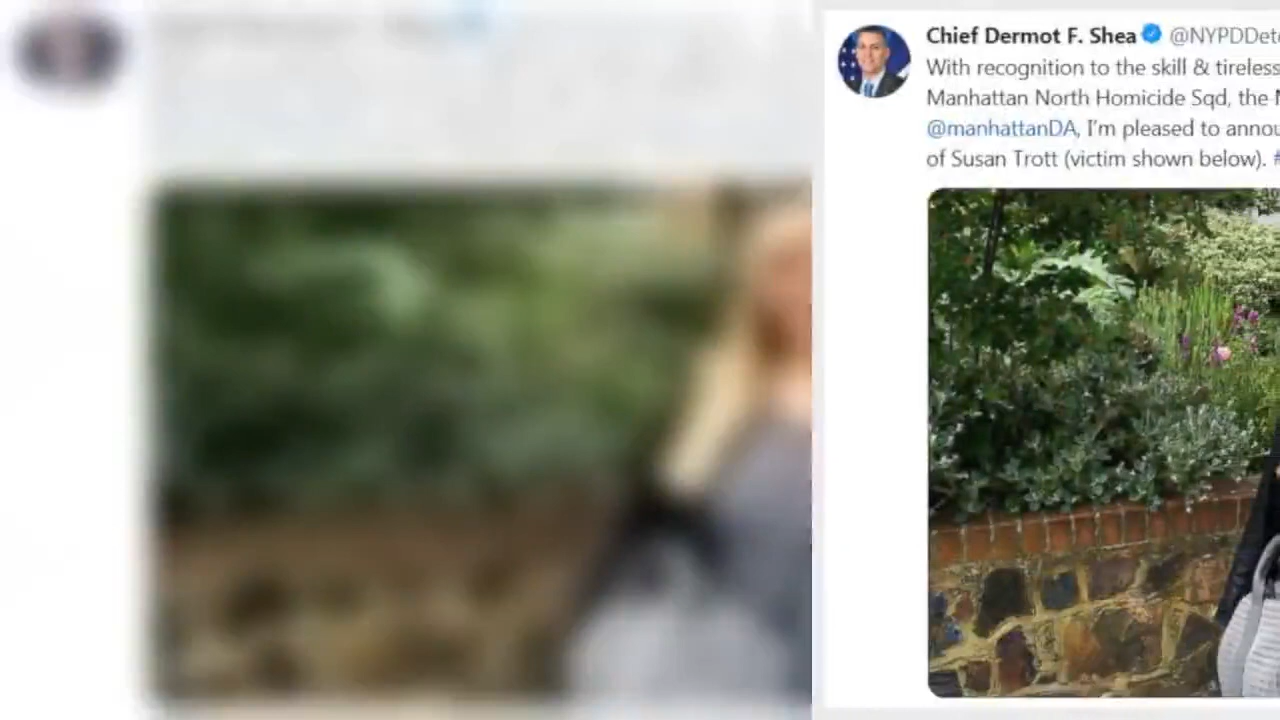 Chief Dermot F. Shea @NYPDDete
With recognition to the skill & tireless
Manhattan North Homicide Sqd, the N
@manhattanDA, I'm pleased to annou
of Susan Trott (victim shown below). #